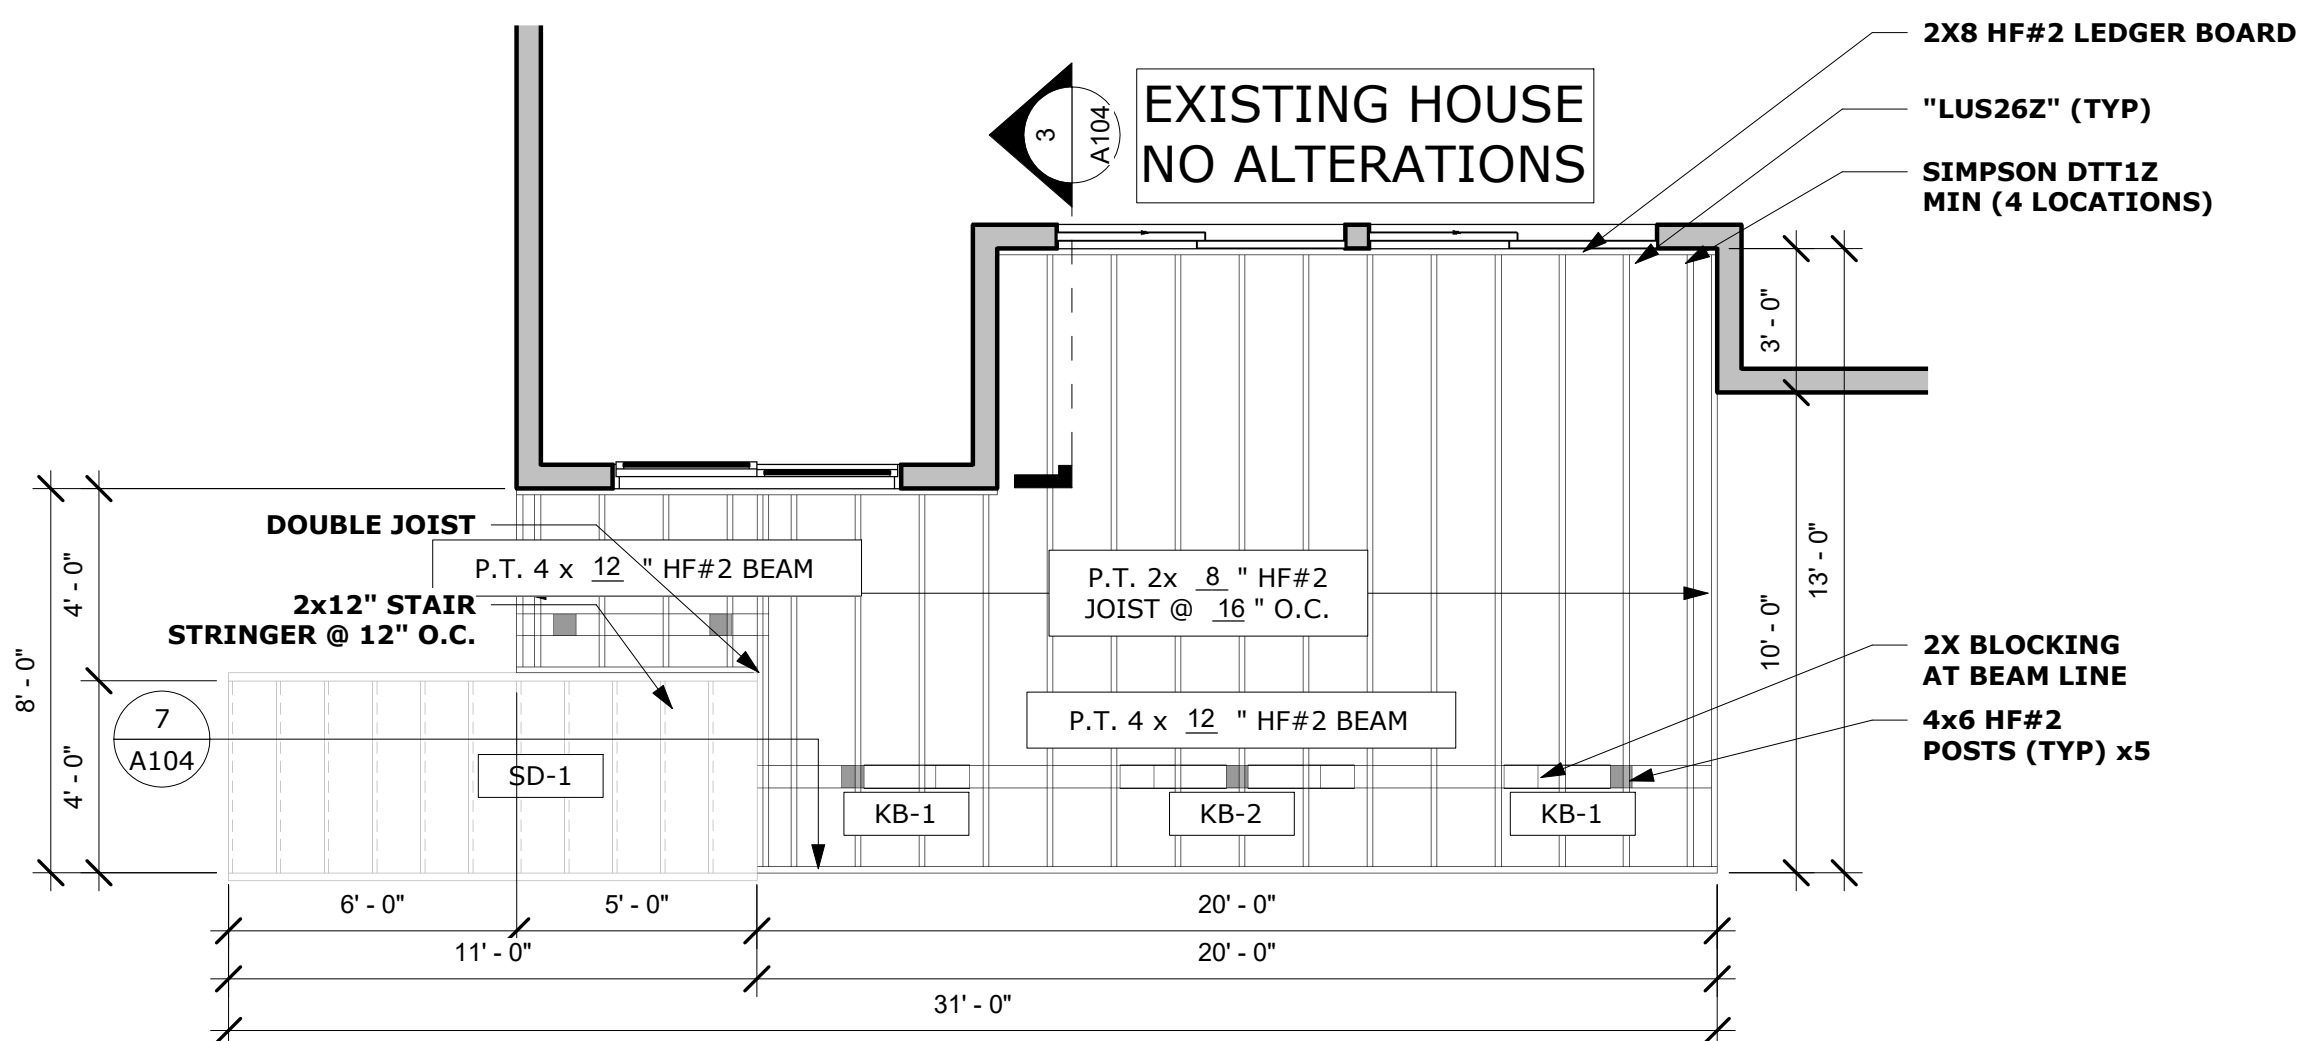 2X8 HF#2 LEDGER BOARD
"LUS26Z" (TYP)
SIMPSON DTT1Z
MIN (4 LOCATIONS)
EXISTING HOUSE
NO ALTERATIONS
3
A104
3' - 0"
13' - 0"
10' - 0"
DOUBLE JOIST
P.T. 4 x 12 " HF#2 BEAM
2x12" STAIR
STRINGER @ 12" O.C.
P.T. 2x 8 " HF#2
JOIST @ 16 " O.C.
4' - 0"
8' - 0"
4' - 0"
7
A104
SD-1
P.T. 4 x 12 " HF#2 BEAM
2X BLOCKING
AT BEAM LINE
4x6 HF#2
POSTS (TYP) x5
KB-1
KB-2
KB-1
6' - 0"
5' - 0"
20' - 0"
11' - 0"
20' - 0"
31' - 0"